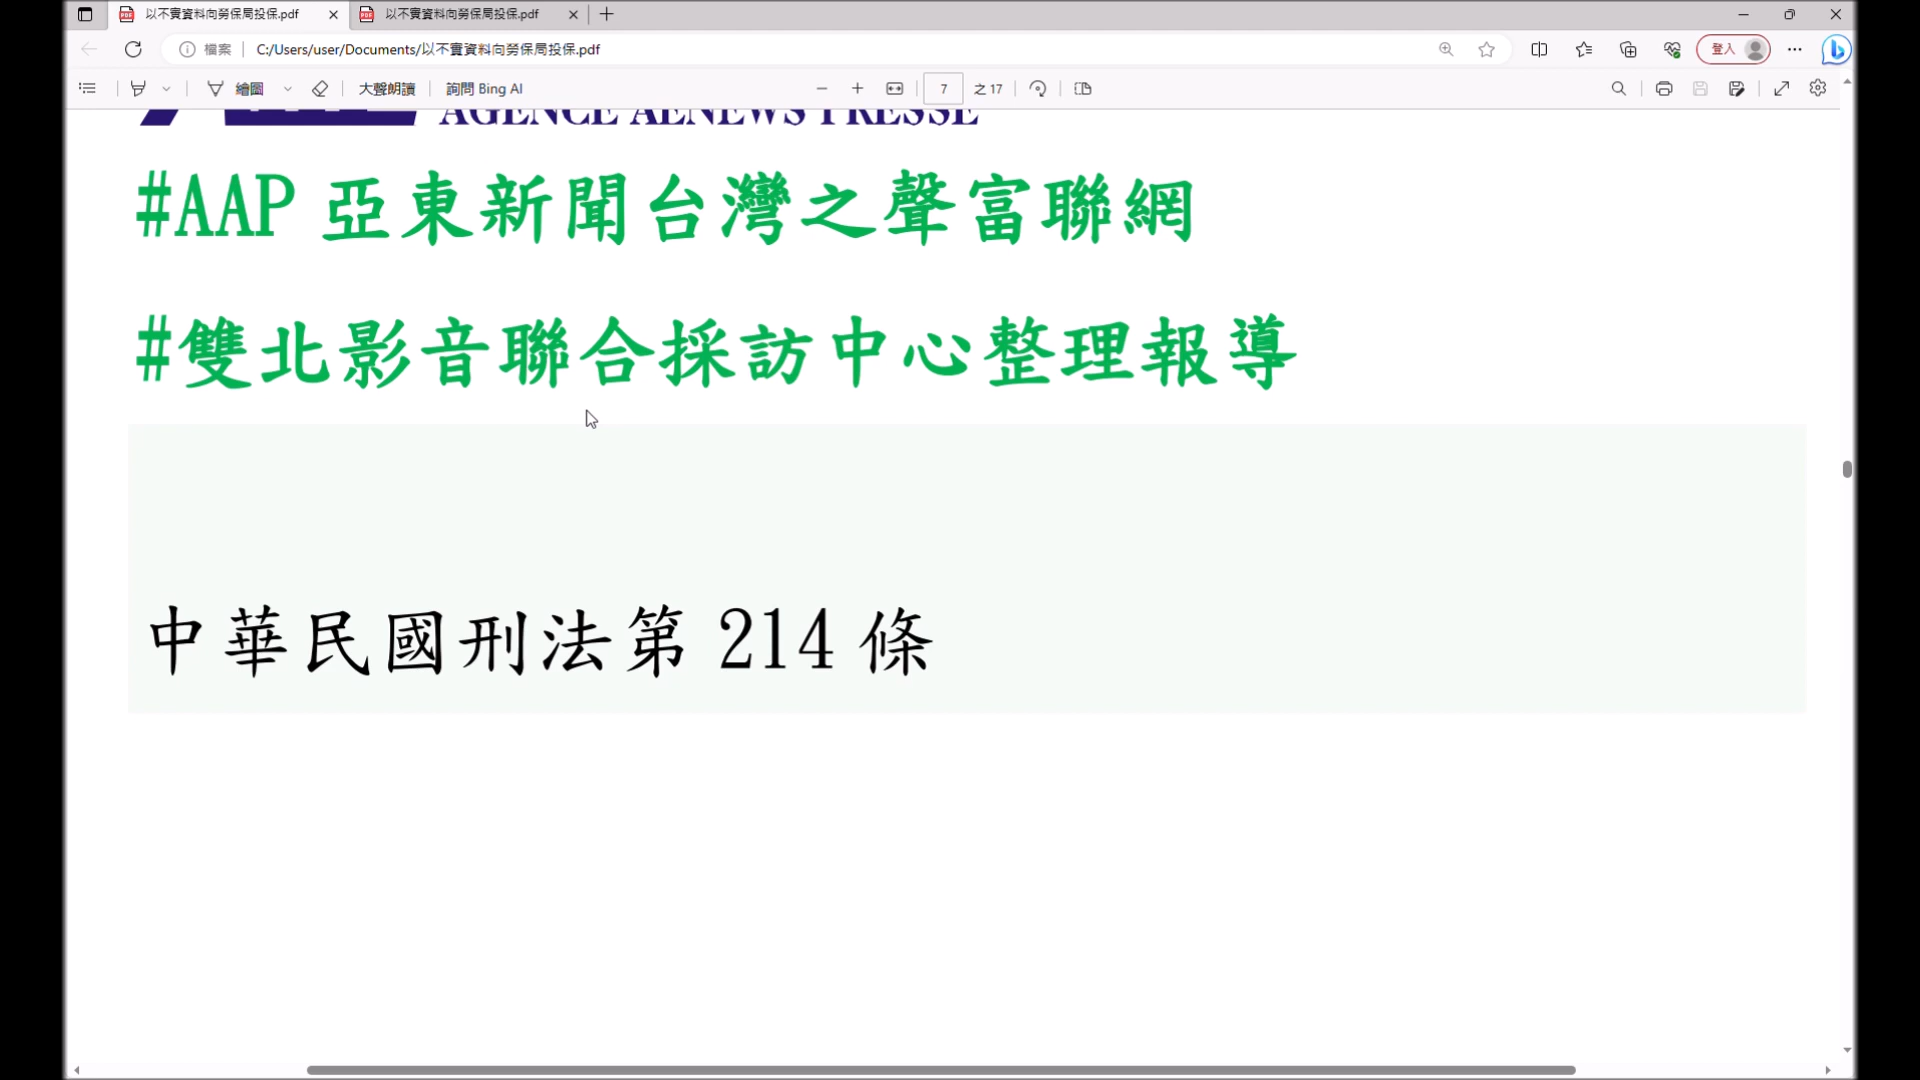 以不實資料向勞保局投保.pdf
以不實資料向勞保局投保.pdf
檔案
C:/Users/user/Documents/以不實資料向勞保局投保.pdf
登入
繪圖
大聲朗讀
詢問 Bing AI
7
之 17
AGENCE AENEWS PRESSE
#AAP 亞東新聞台灣之聲富聯網
#雙北影音聯合採訪中心整理報導
中華民國刑法第 214 條